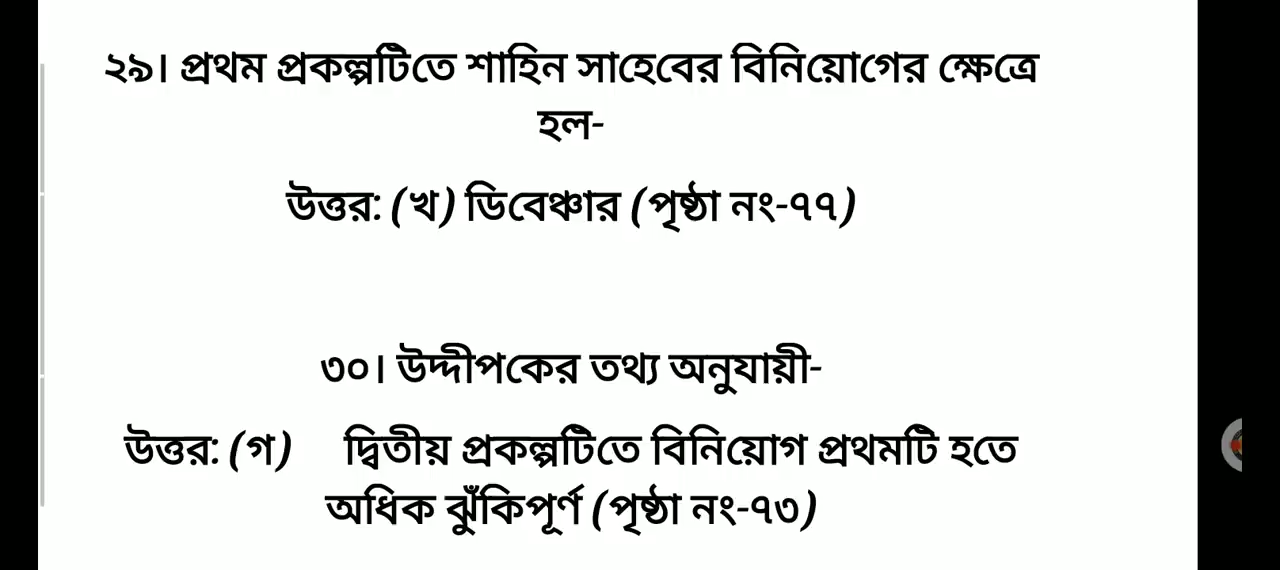 ২৯। প্রথম প্রকল্পটিতে শাহিন সাহেবের বিনিয়োগের ক্ষেত্রে
হল-
উত্তর: (খ) ডিবেঞ্চার (পৃষ্ঠা নং-৭৭)
৩০। উদ্দীপকের তথ্য অনুযায়ী-
উত্তর: (গ) দ্বিতীয় প্রকল্পটিতে বিনিয়োগ প্রথমটি হতে
অধিক ঝুঁকিপূর্ণ (পৃষ্ঠা নং-৭৩)